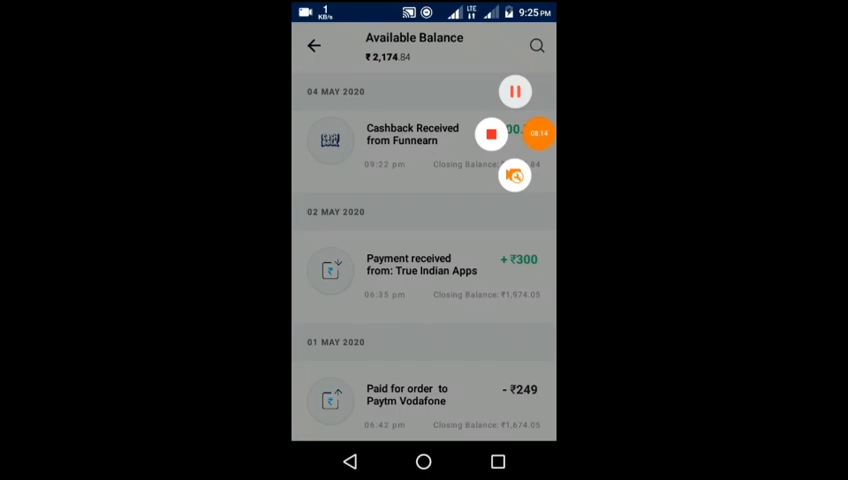 1
KB/s
LTE
9:25 PM
Available Balance
₹ 2,174.84
04 MAY 2020
Cashback Received
from Funnearn
00.
09:22 pm
Closing Balance:
84
08:14
02 MAY 2020
Payment received
from: True Indian Apps
+ ₹300
06:35 pm
Closing Balance: ₹1,974.05
01 MAY 2020
Paid for order to
Paytm Vodafone
- ₹249
06:42 pm
Closing Balance: ₹1,674.05